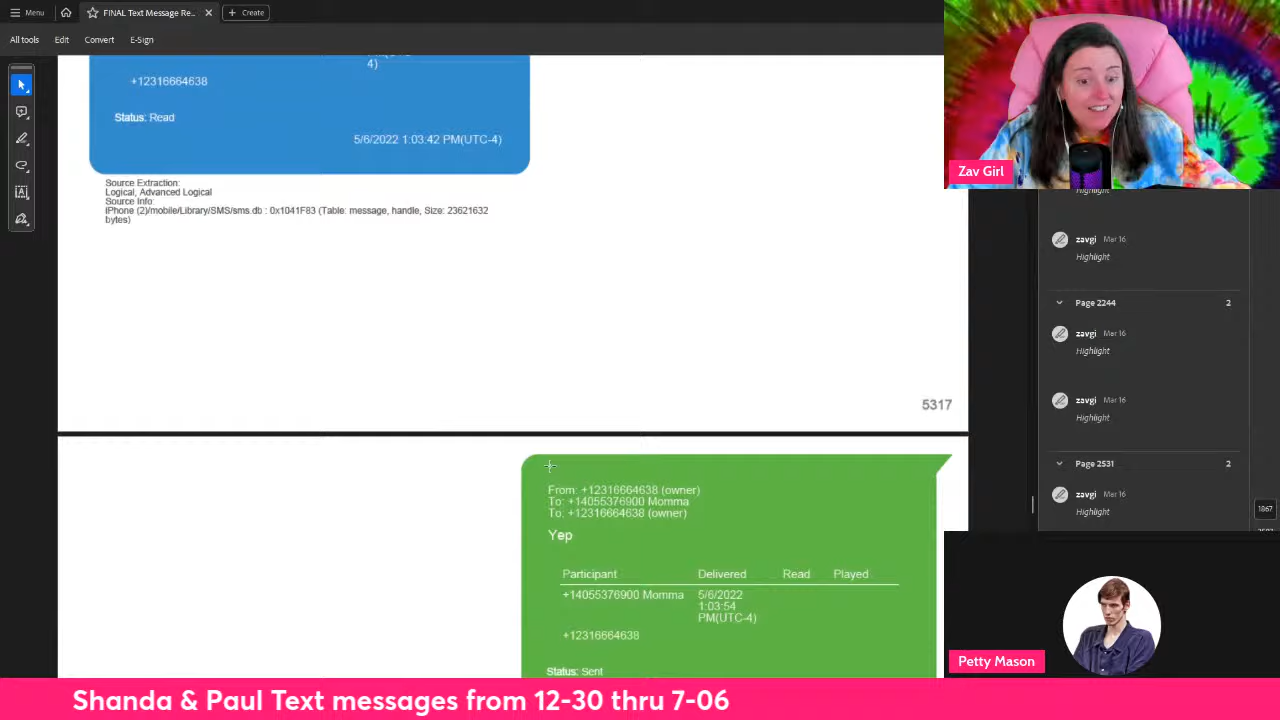 Menu
FINAL Text Message Re...
Create
All tools
Edit
Convert
E-Sign
4)
+12316664638
Status: Read
5/6/2022 1:03:42 PM(UTC-4)
Source Extraction:
Logical, Advanced Logical
Source Info:
iPhone (2)/mobile/Library/SMS/sms.db : 0x1041F83 (Table: message, handle, Size: 23621632
bytes)
5317
From: +12316664638 (owner)
To: +14055376900 Momma
To: +12316664638 (owner)
Yep
Participant Delivered Read Played
+14055376900 Momma 5/6/2022
1:03:54
PM(UTC-4)
+12316664638
Status: Sent
Zav Girl
Highlight
zavgi Mar 16
Highlight
Page 2244 2
zavgi Mar 16
Highlight
zavgi Mar 16
Highlight
Page 2531 2
zavgi Mar 16
Highlight
1867
Petty Mason
Shanda & Paul Text messages from 12-30 thru 7-06